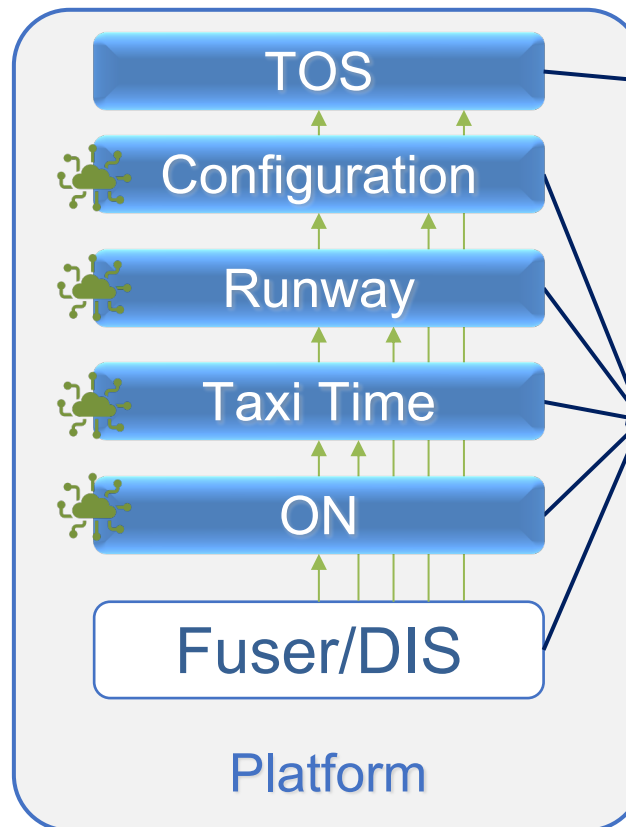 TOS
Configuration
Runway
Taxi Time
ON
Fuser/DIS
Platform